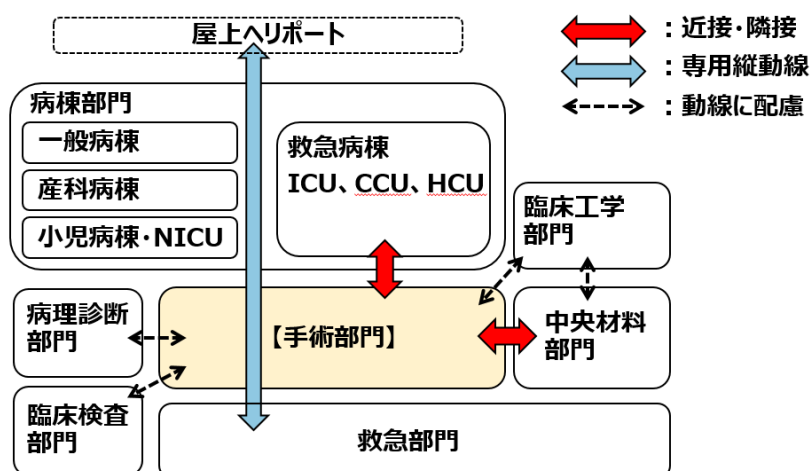 屋上ヘリポート
：近接・隣接
：専用縦動線
：動線に配慮
病棟部門
一般病棟
産科病棟
小児病棟・NICU
救急病棟
ICU、CCU、HCU
臨床工学
部門
病理診断
部門
【手術部門】
中央材料
部門
臨床検査
部門
救急部門